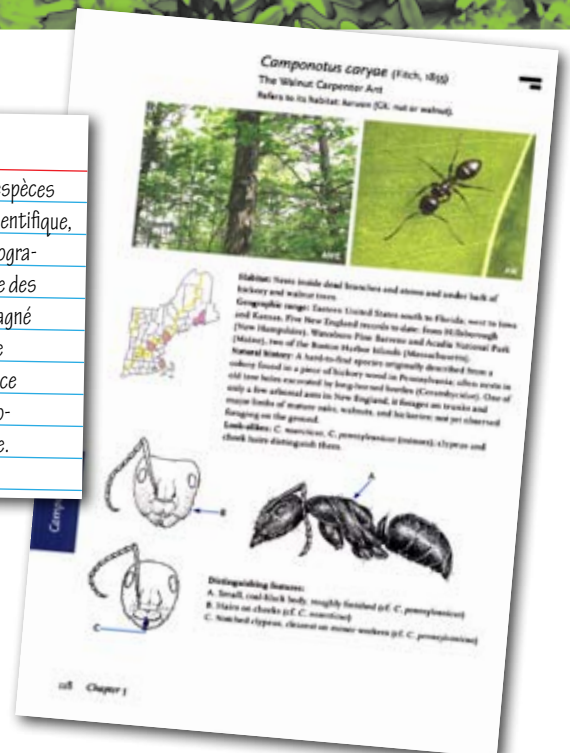 espèces
entifique,
ogra-
e des
agné
e
ce
o-
e.
Camponotus caryae (Fitch, 1855)
The Walnut Carpenter Ant
Refers to its habitat: karuon (Gk: nut or walnut).
Habitat: Nests inside dead branches and stems and under bark of
hickory and walnut trees.
Geographic range: Eastern United States south to Florida; west to Iowa
and Kansas. Five New England records to date: from Hillsborough
(New Hampshire), Waterboro Pine Barrens and Acadia National Park
(Maine), two of the Boston Harbor Islands (Massachusetts).
Natural history: A hard-to-find species originally described from a
colony found in a piece of hickory wood in Pennsylvania; often nests in
old tree holes excavated by long-horned beetles (Cerambycidae). One of
only a few arboreal ants in New England, it forages on trunks and
major limbs of mature oaks, walnuts, and hickories; not yet observed
foraging on the ground.
Look-alikes: C. nearcticus, C. pennsylvanicus (minors); clypeus and
cheek hairs distinguish them.
A
B
Camp
Distinguishing features:
A. Small, coal-black body, roughly finished (cf. C. pennsylvanicus)
B. Hairs on cheeks (cf. C. nearcticus)
C. Notched clypeus, clearest on minor workers (cf. C. pennsylvanicus)
C
128 Chapter 3